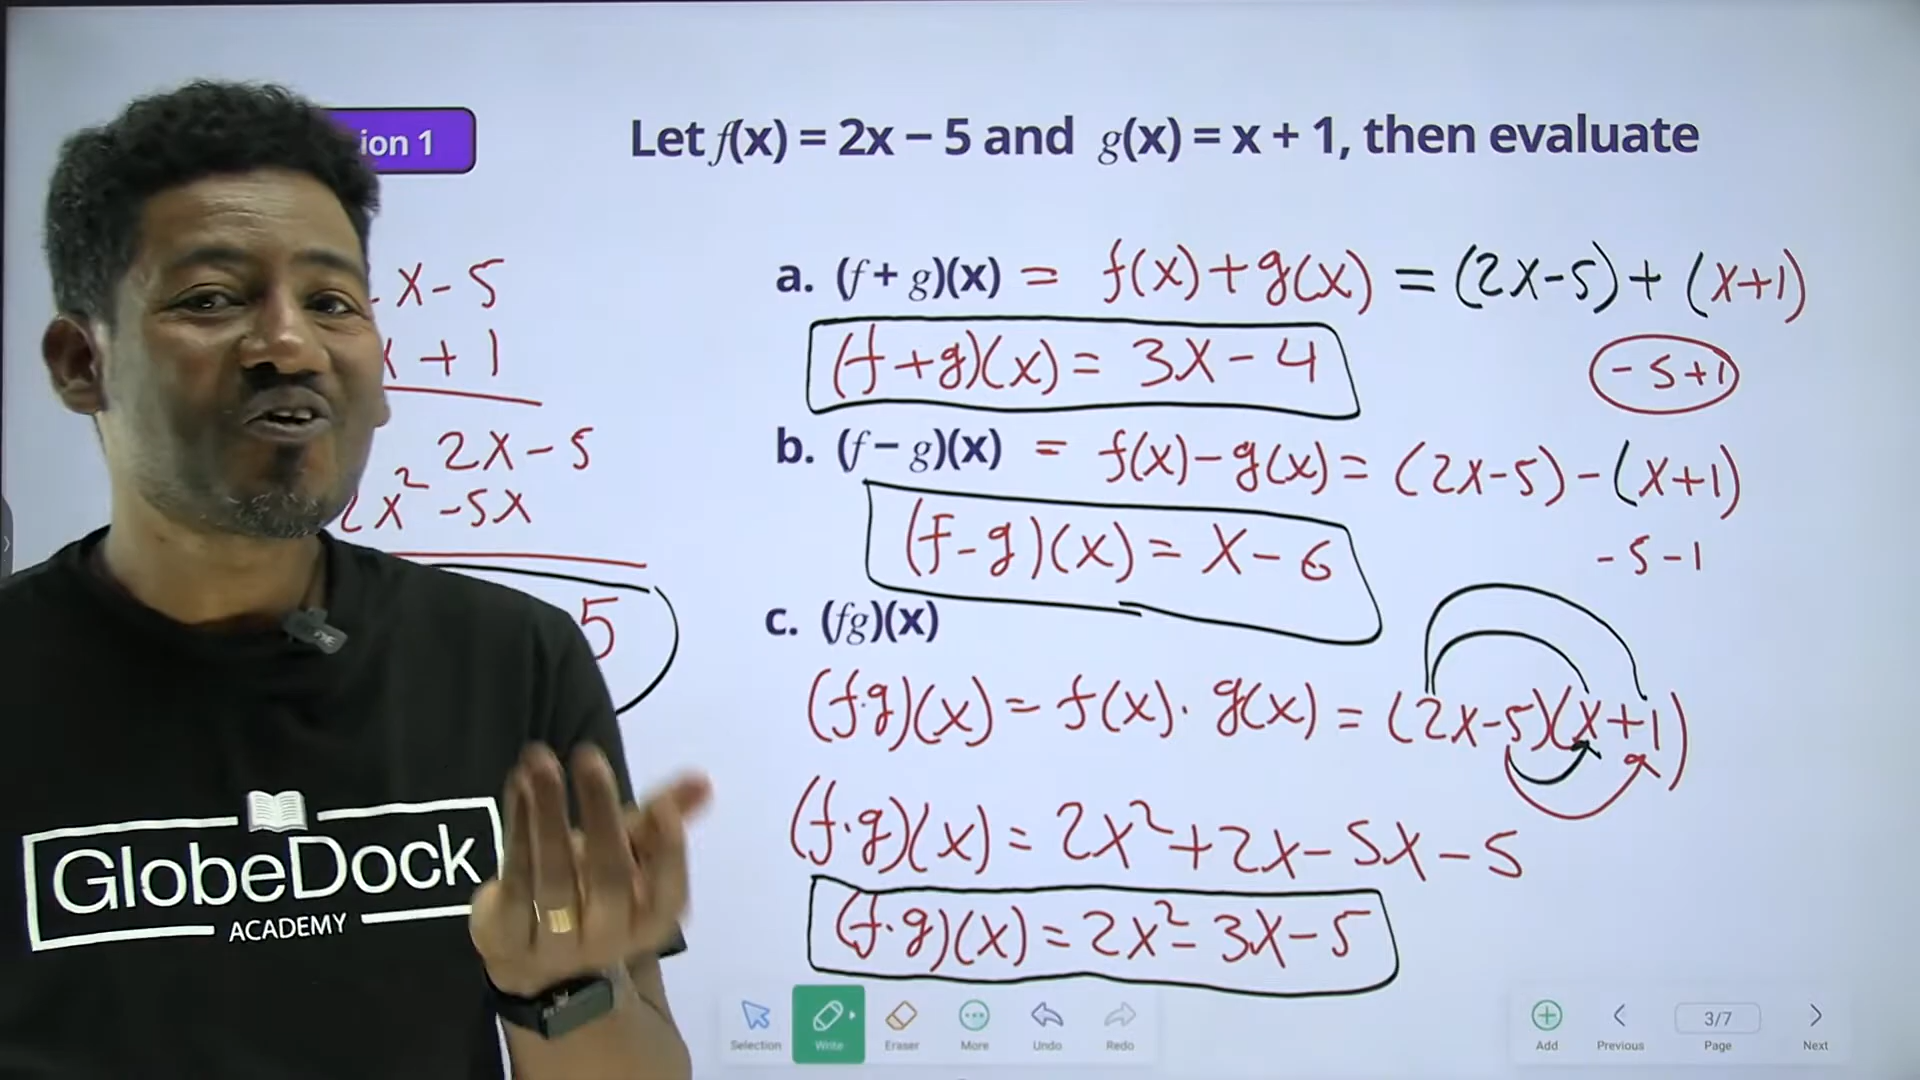 ion 1
Let f(x) = 2x – 5 and g(x) = x + 1, then evaluate
x - 5
+ 1
2x - 5
2x² - 5x
5
a. (f + g)(x) = f(x) + g(x) = (2x-5) + (x+1)
(f+g)(x) = 3x - 4
-5+1
b. (f – g)(x) = f(x) - g(x) = (2x-5) - (x+1)
(f-g)(x) = x - 6
-5-1
c. (fg)(x)
(f·g)(x) = f(x) · g(x) = (2x-5)(x+1)
(f·g)(x) = 2x² + 2x - 5x - 5
(f·g)(x) = 2x² - 3x - 5
GlobeDock
ACADEMY
Selection Write Eraser More Undo Redo
Add Previous 3/7 Page Next